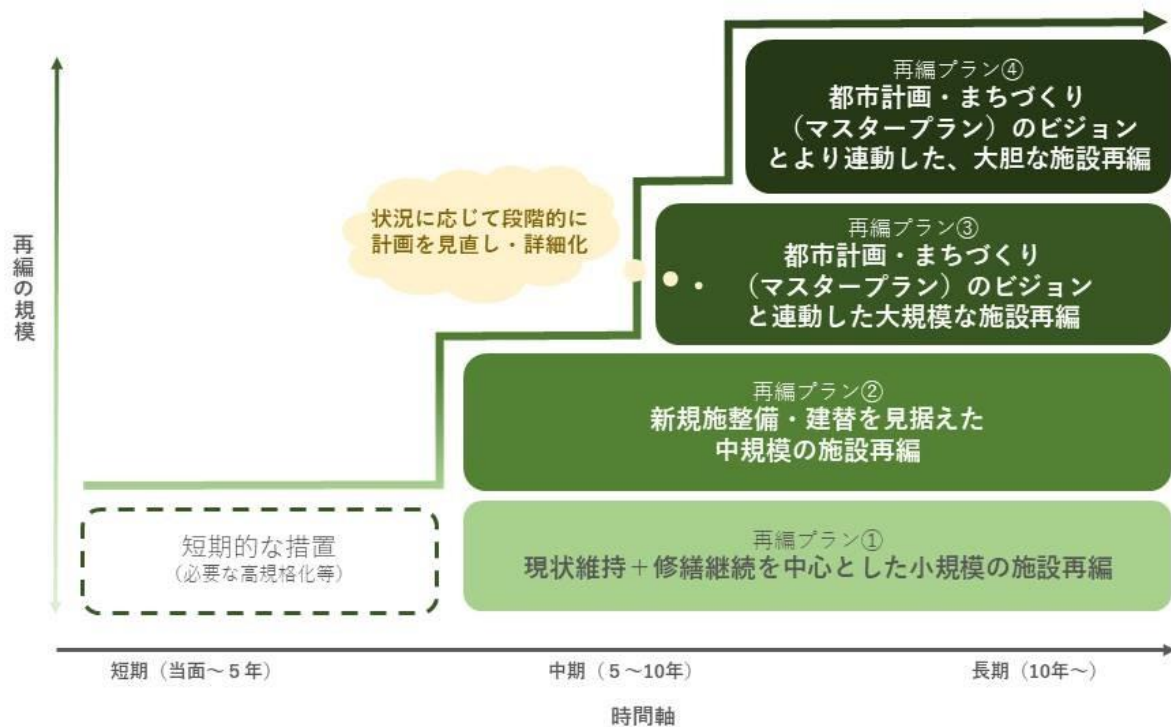 再編プラン④
都市計画・まちづくり
（マスタープラン）のビジョン
とより連動した、大胆な施設再編
状況に応じて段階的に
計画を見直し・詳細化
再編プラン③
都市計画・まちづくり
（マスタープラン）のビジョン
と連動した大規模な施設再編
再編の規模
再編プラン②
新規施整備・建替を見据えた
中規模の施設再編
短期的な措置
（必要な高規格化等）
再編プラン①
現状維持＋修繕継続を中心とした小規模の施設再編
短期（当面～５年）
中期（５～10年）
長期（10年～）
時間軸